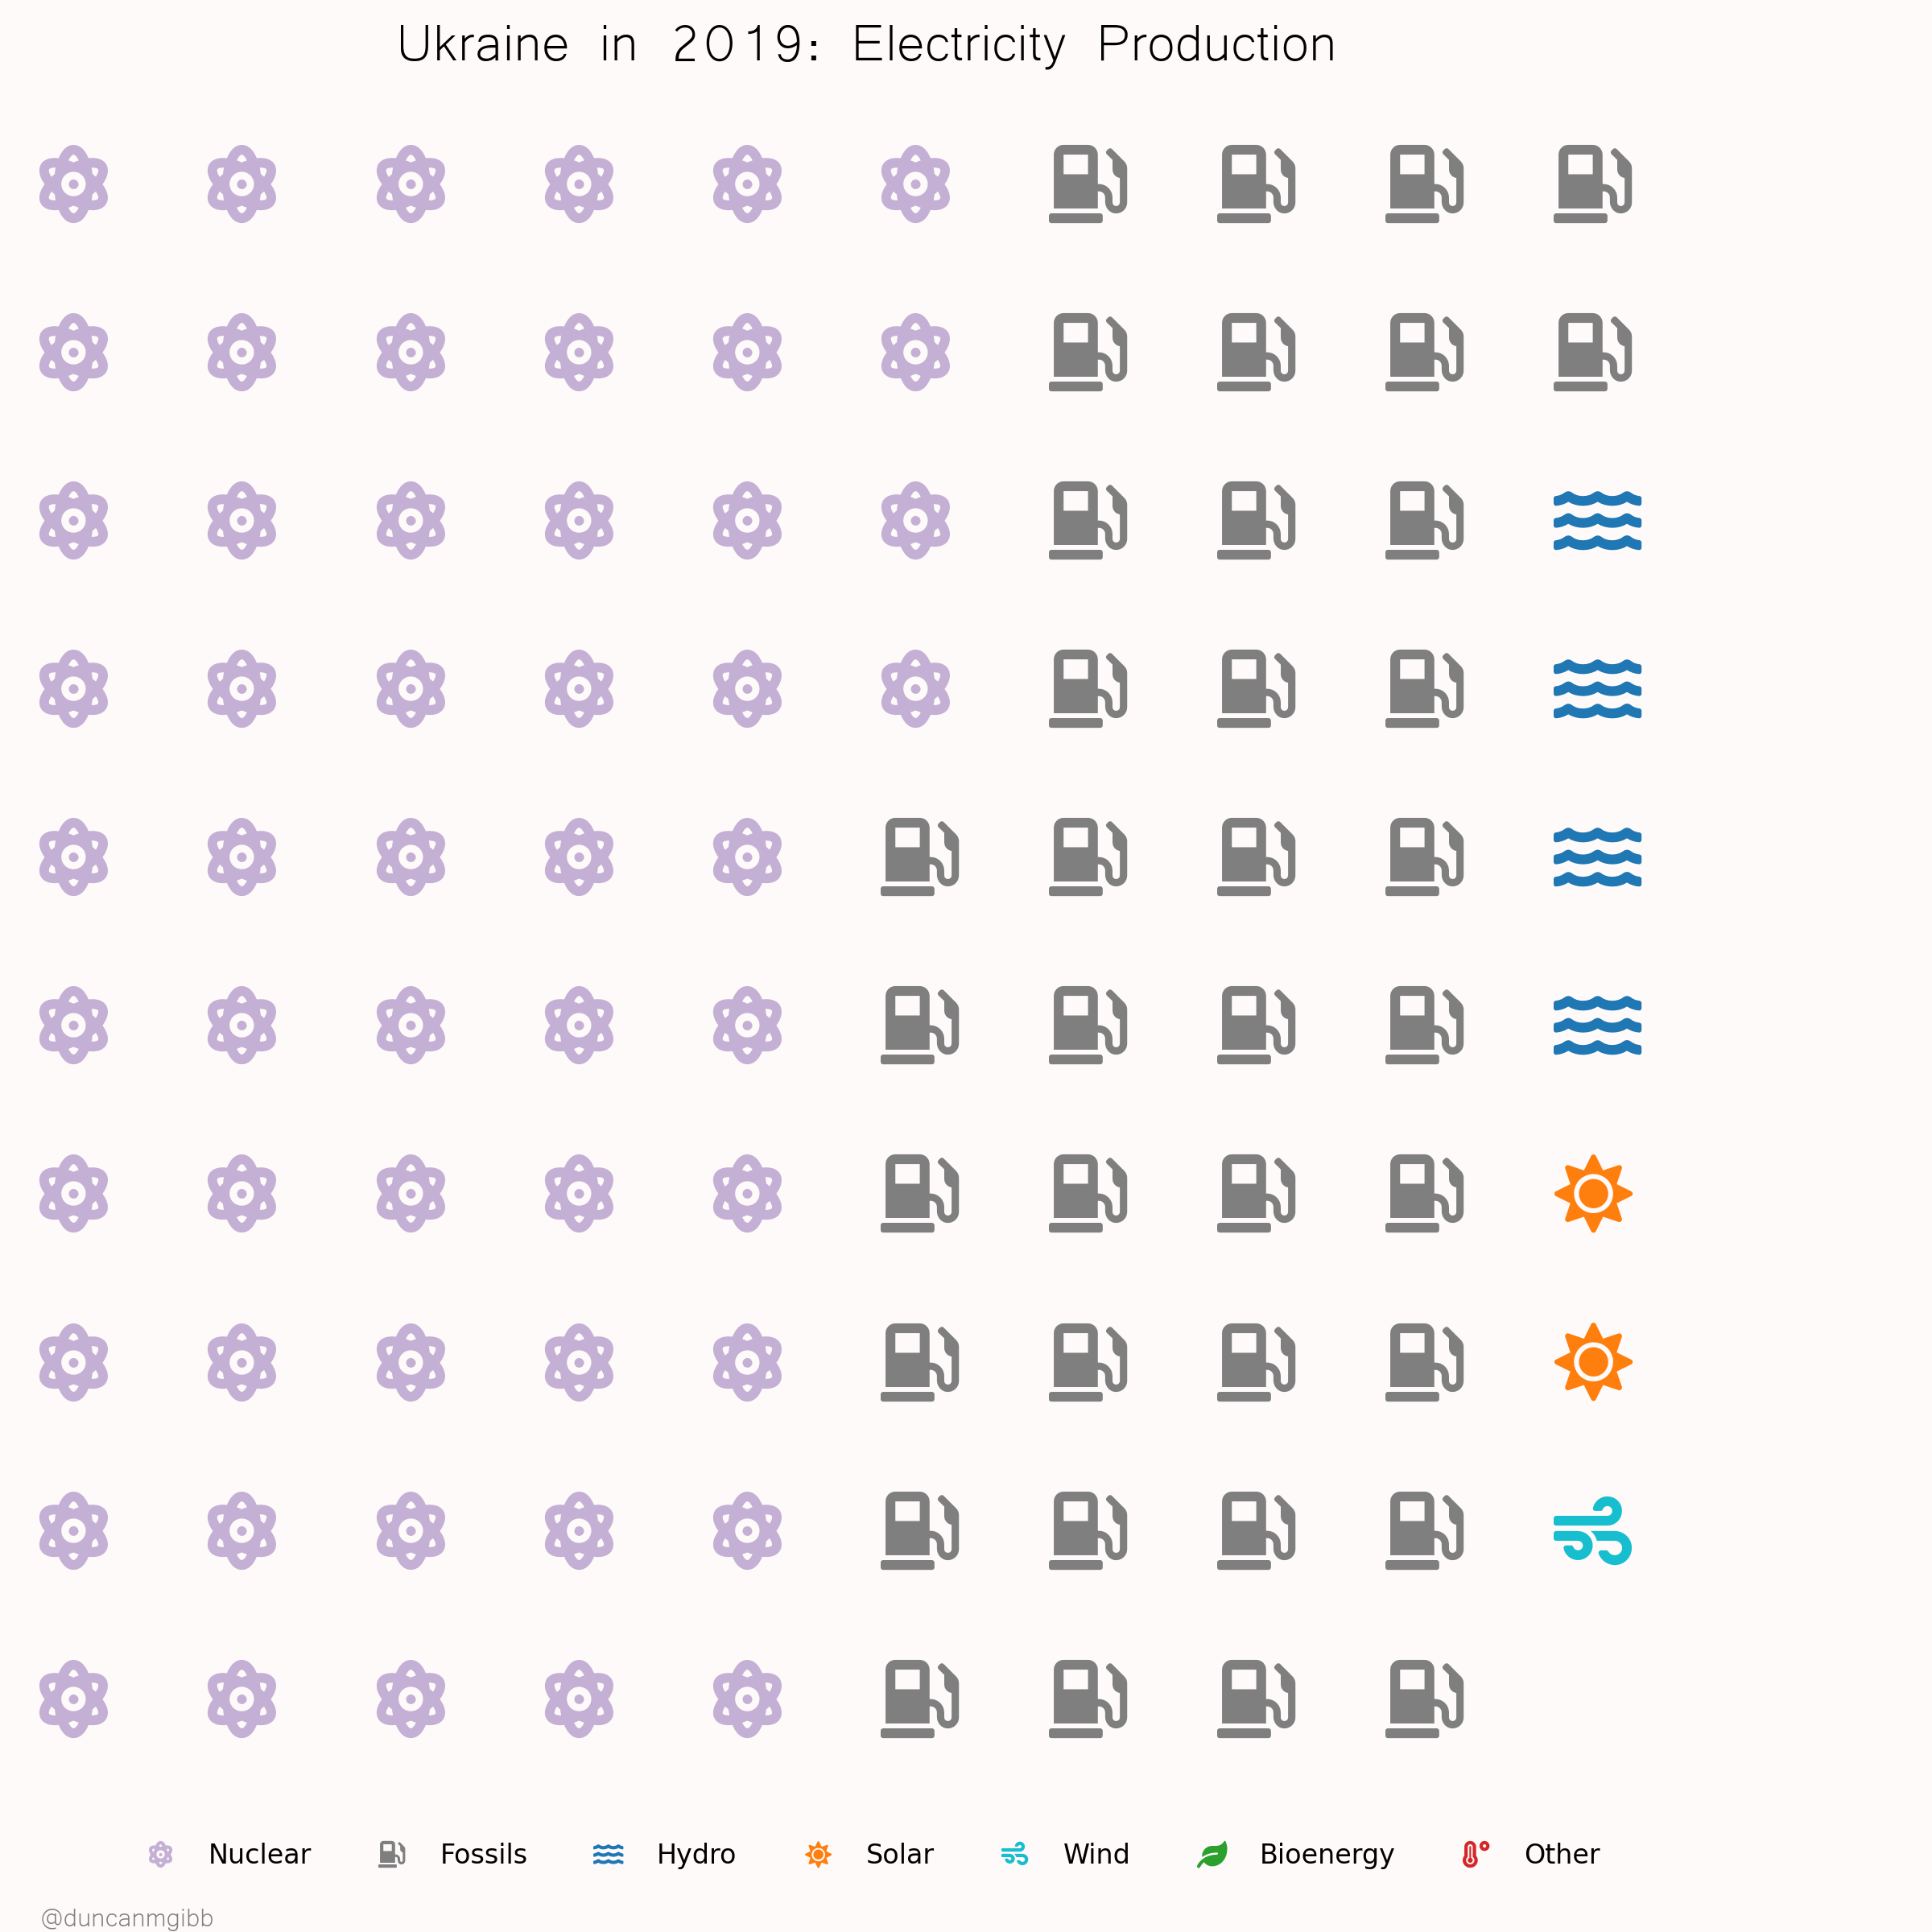 Ukraine in 2019: Electricity Production
Nuclear Fossils Hydro Solar Wind Bioenergy Other
@duncanmgibb